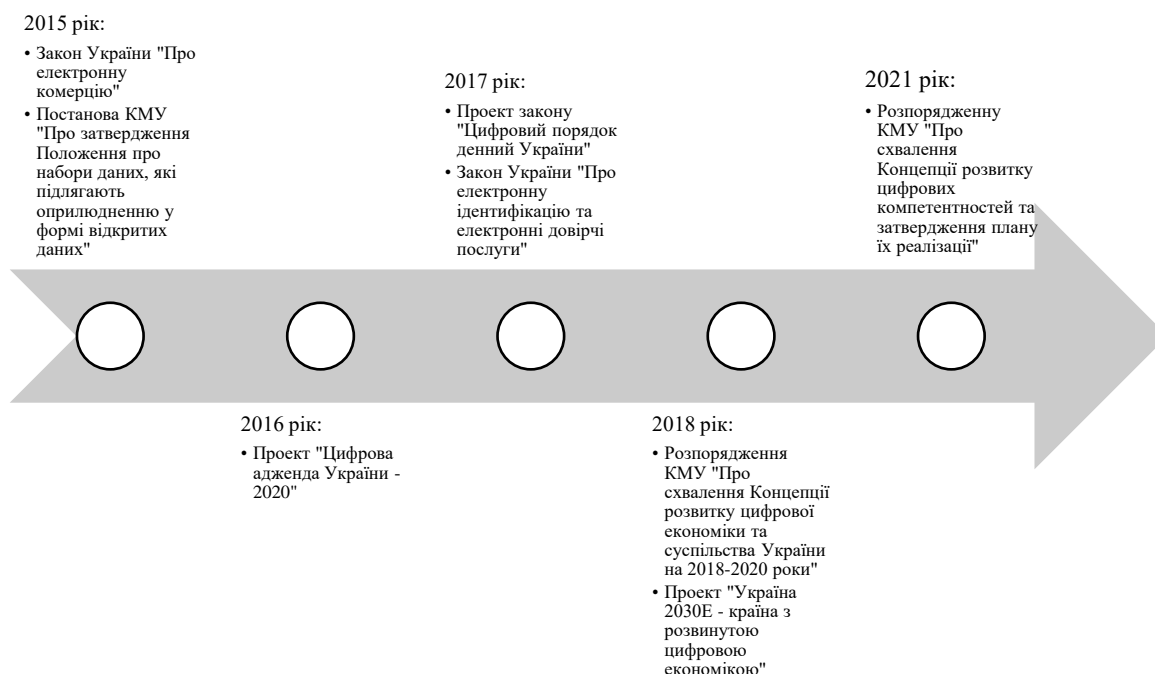 2015 рік:
• Закон України "Про
електронну
комерцію"
• Постанова КМУ
"Про затвердження
Положення про
набори даних, які
підлягають
оприлюдненню у
формі відкритих
даних"
2016 рік:
• Проект "Цифрова
адженда України -
2020"
2017 рік:
• Проект закону
"Цифровий порядок
денний України"
• Закон України "Про
електронну
ідентифікацію та
електронні довірчі
послуги"
2018 рік:
• Розпорядження
КМУ "Про
схвалення Концепції
розвитку цифрової
економіки та
суспільства України
на 2018-2020 роки"
• Проект "Україна
2030Е - країна з
розвинутою
цифровою
економікою"
2021 рік:
• Розпорядженну
КМУ "Про
схвалення
Концепції розвитку
цифрових
компетентностей та
затвердження плану
їх реалізації"